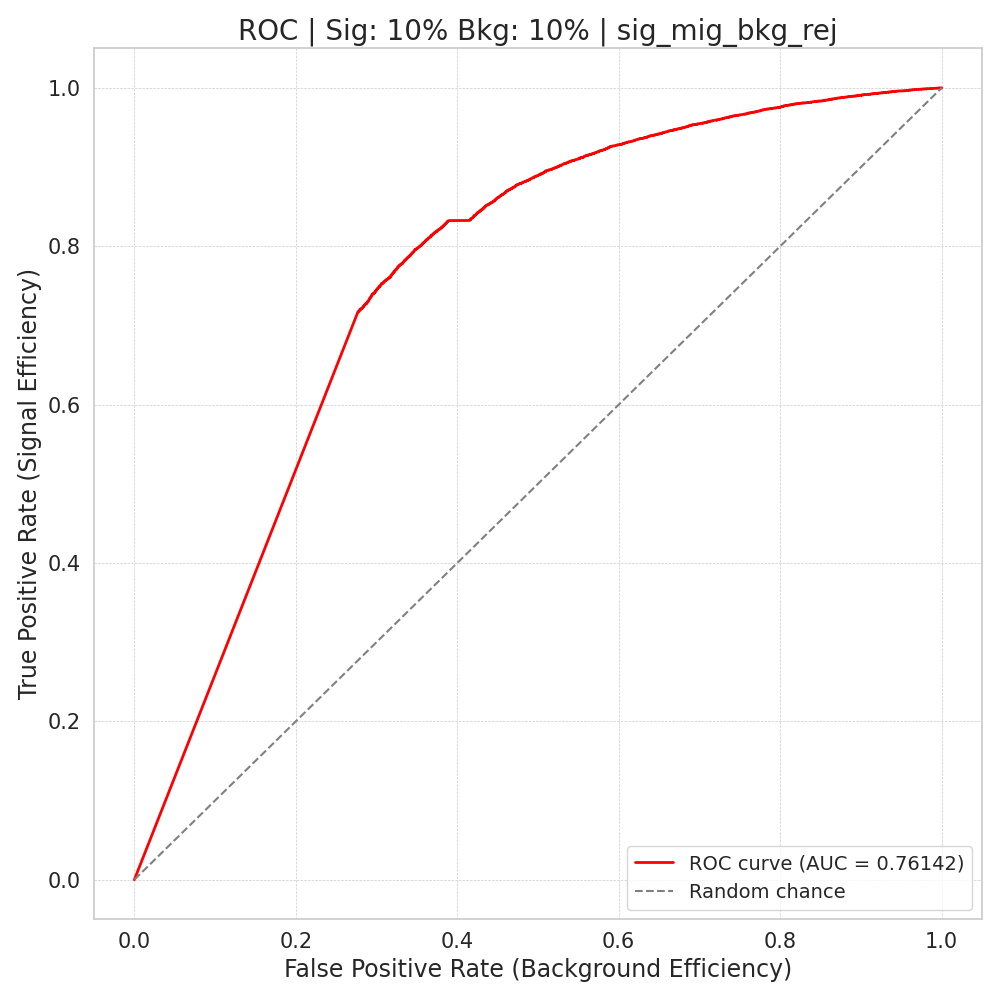 ROC | Sig: 10% Bkg: 10% | sig_mig_bkg_rej
True Positive Rate (Signal Efficiency)
1.0
0.8
0.6
0.4
0.2
0.0
ROC curve (AUC = 0.76142)
Random chance
0.0 0.2 0.4 0.6 0.8 1.0
False Positive Rate (Background Efficiency)